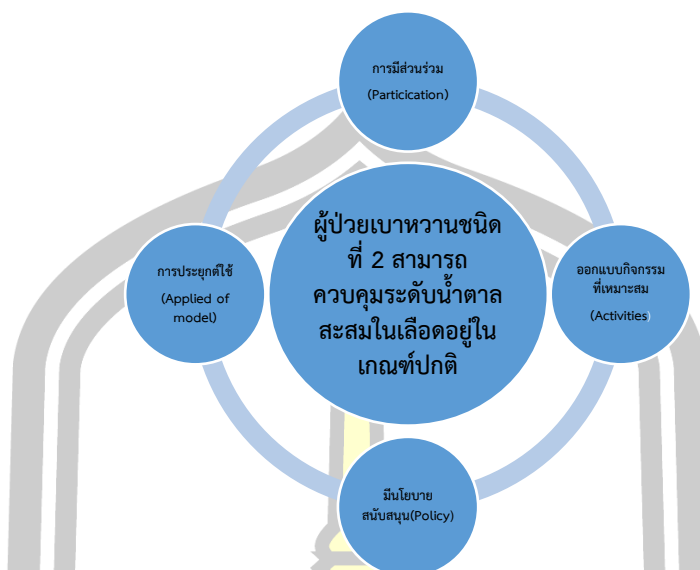 การมีส่วนร่วม
(Particication)
ผู้ป่วยเบาหวานชนิด
ที่ 2 สามารถ
ควบคุมระดับน้ำตาล
สะสมในเลือดอยู่ใน
เกณฑ์ปกติ
การประยุกต์ใช้
(Applied of
model)
ออกแบบกิจกรรม
ที่เหมาะสม
(Activities)
มีนโยบาย
สนับสนุน(Policy)